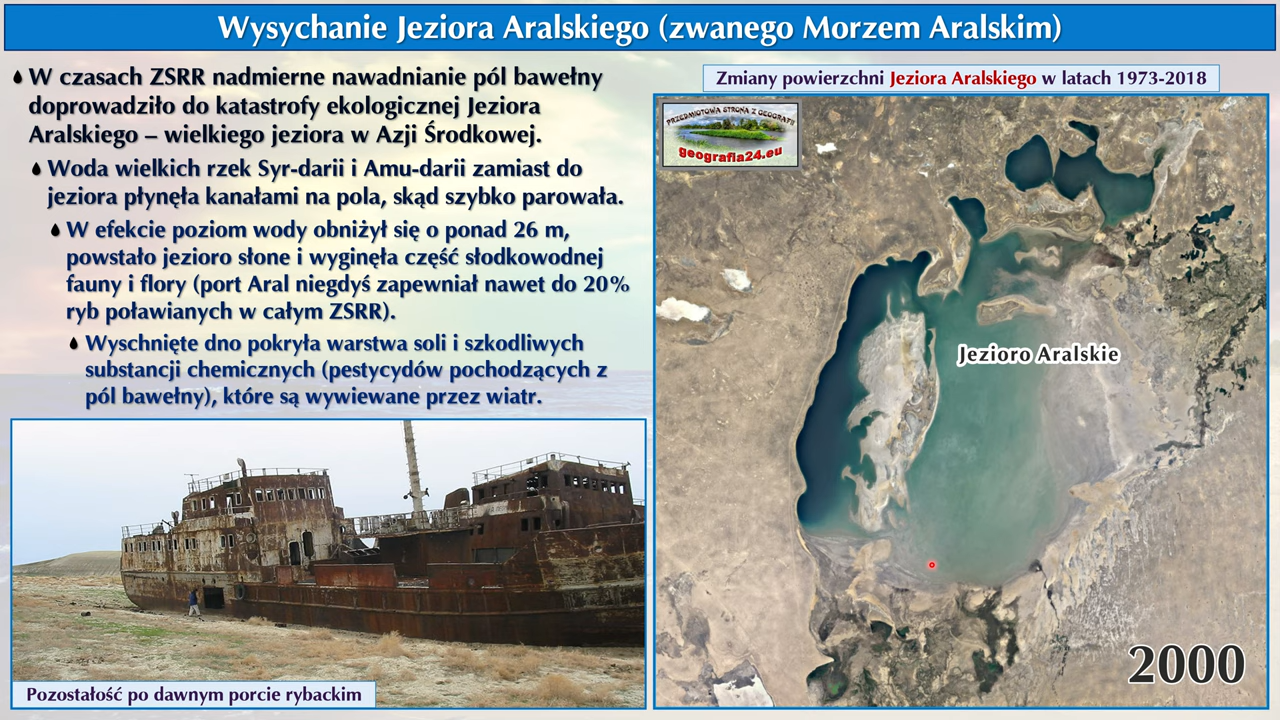 Wysychanie Jeziora Aralskiego (zwanego Morzem Aralskim)
W czasach ZSRR nadmierne nawadnianie pól bawełny
doprowadziło do katastrofy ekologicznej Jeziora
Aralskiego – wielkiego jeziora w Azji Środkowej.
Woda wielkich rzek Syr-darii i Amu-darii zamiast do
jeziora płynęła kanałami na pola, skąd szybko parowała.
W efekcie poziom wody obniżył się o ponad 26 m,
powstało jezioro słone i wyginęła część słodkowodnej
fauny i flory (port Aral niegdyś zapewniał nawet do 20%
ryb poławianych w całym ZSRR).
Wyschnięte dno pokryła warstwa soli i szkodliwych
substancji chemicznych (pestycydów pochodzących z
pól bawełny), które są wywiewane przez wiatr.
Pozostałość po dawnym porcie rybackim
Zmiany powierzchni Jeziora Aralskiego w latach 1973-2018
PRZEDMIOTOWA STRONA Z GEOGRAFII
geografia24.eu
Jezioro Aralskie
2000